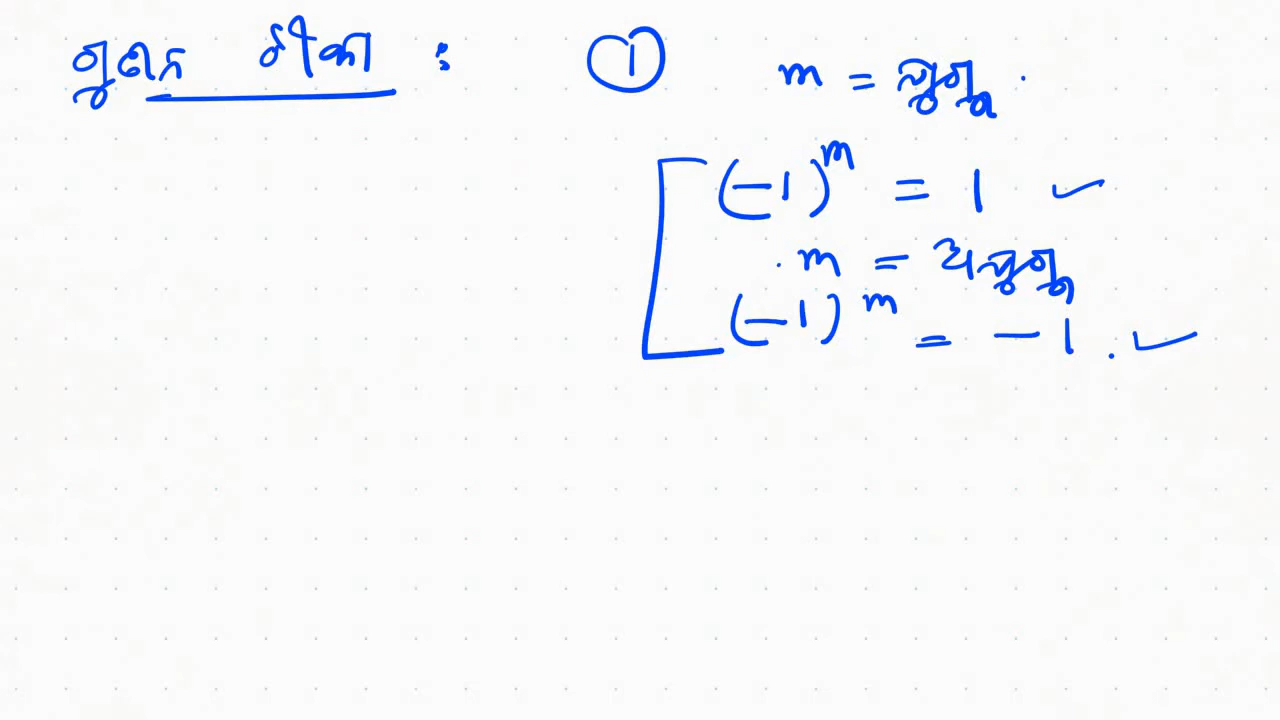 ଗୁଣନ ଟୀକା :
① m = ଯୁଗ୍ମ .
(-1)^m = 1 ✓
. m = ଅଯୁଗ୍ମ
(-1)^m = -1 . ✓